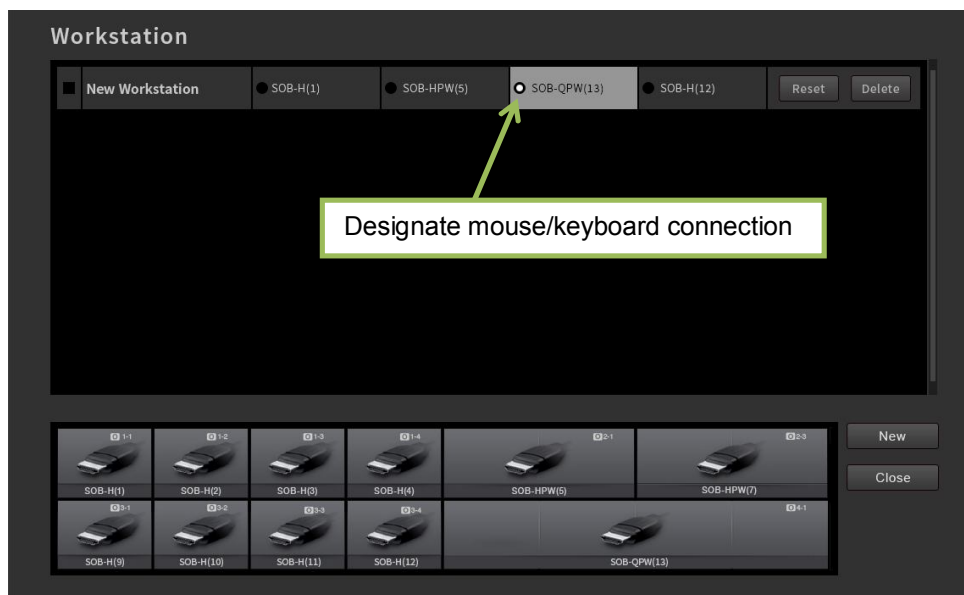 Workstation
New Workstation SOB-H(1) SOB-HPW(5) SOB-QPW(13) SOB-H(12) Reset Delete
Designate mouse/keyboard connection
O 1-1 O 1-2 O 1-3 O 1-4 O 2-1 O 2-3
SOB-H(1) SOB-H(2) SOB-H(3) SOB-H(4) SOB-HPW(5) SOB-HPW(7)
New
O 3-1 O 3-2 O 3-3 O 3-4 O 4-1
SOB-H(9) SOB-H(10) SOB-H(11) SOB-H(12) SOB-QPW(13)
Close